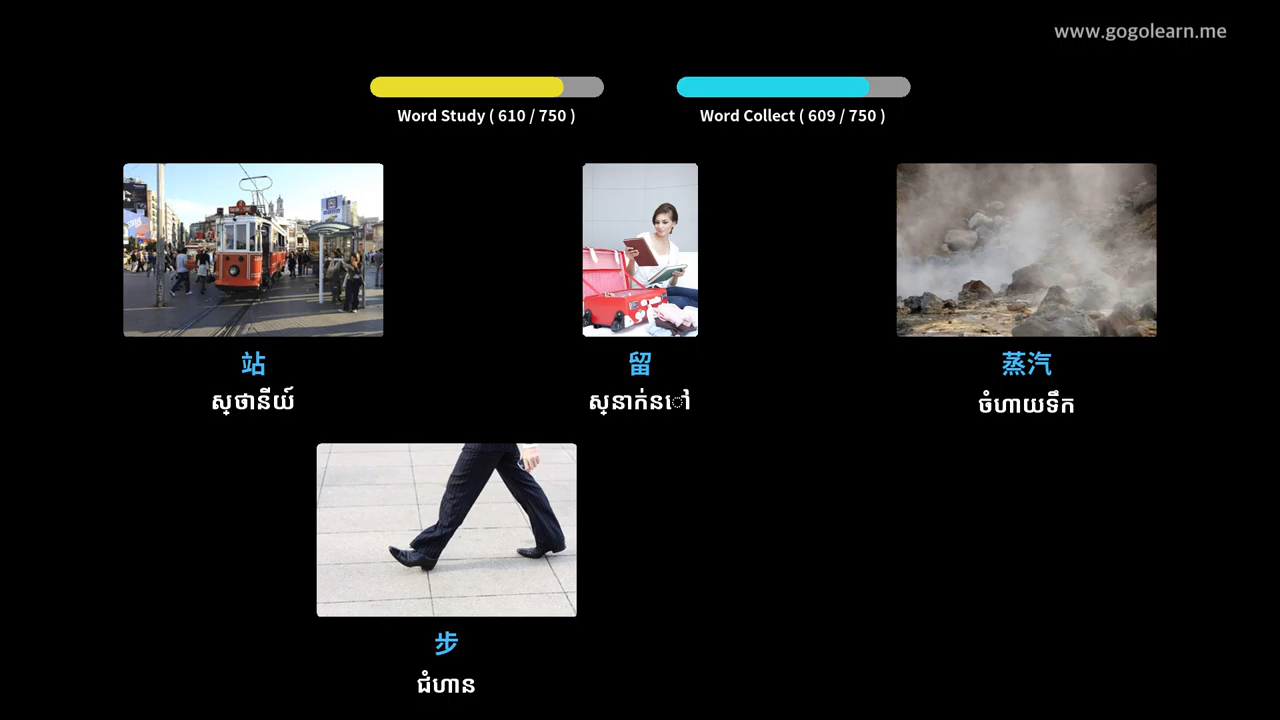 www.gogolearn.me
Word Study ( 610 / 750 )
Word Collect ( 609 / 750 )
站
ស្ថានីយ៍
留
ស្នាក់នៅ
蒸汽
ចំហាយទឹក
步
ជំហាន